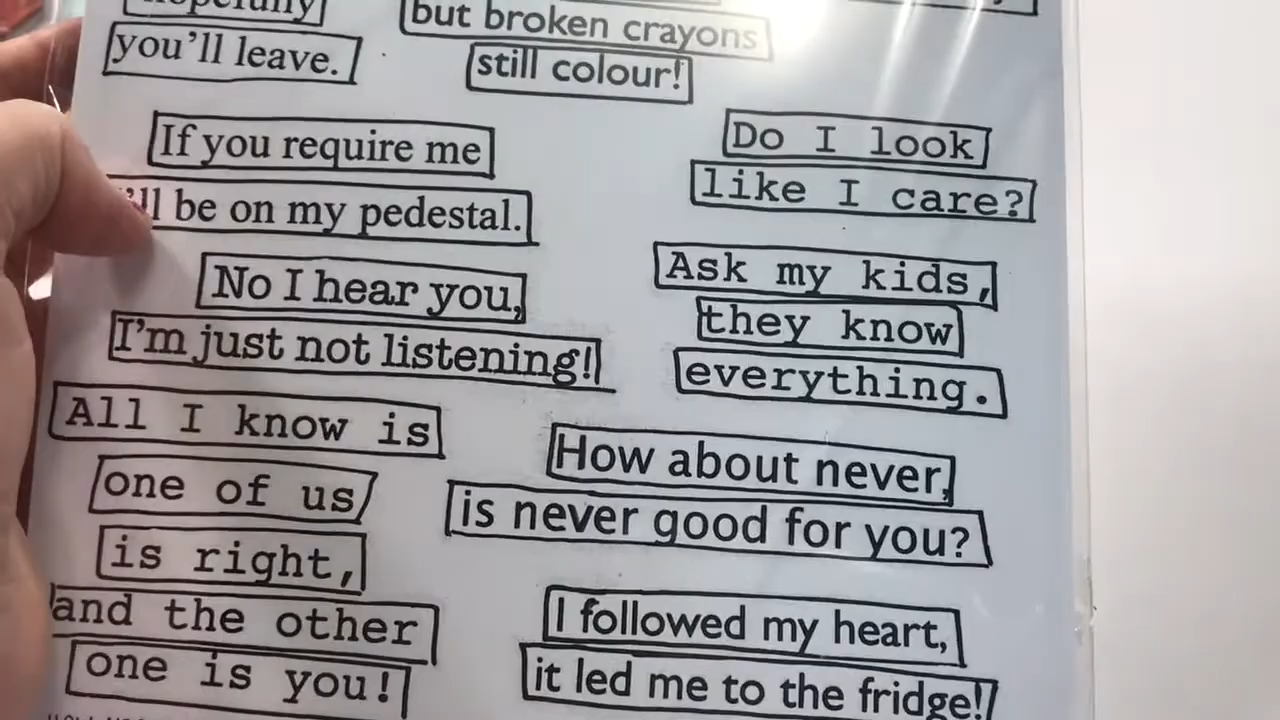 hopefully
you'll leave.
but broken crayons
still colour!
If you require me
I'll be on my pedestal.
Do I look
like I care?
No I hear you,
I'm just not listening!
Ask my kids,
they know
everything.
All I know is
one of us
is right,
and the other
one is you!
How about never,
is never good for you?
I followed my heart,
it led me to the fridge!